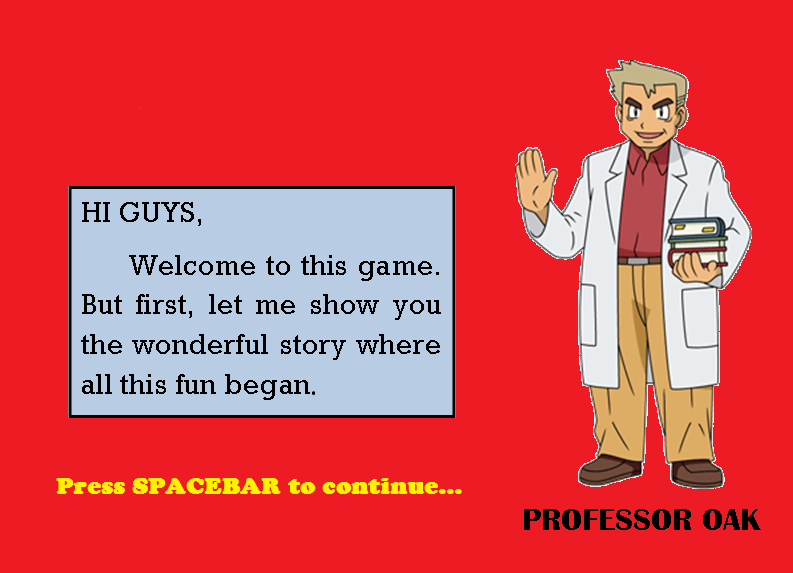 HI GUYS,
Welcome to this game.
But first, let me show you
the wonderful story where
all this fun began.
Press SPACEBAR to continue...
PROFESSOR OAK